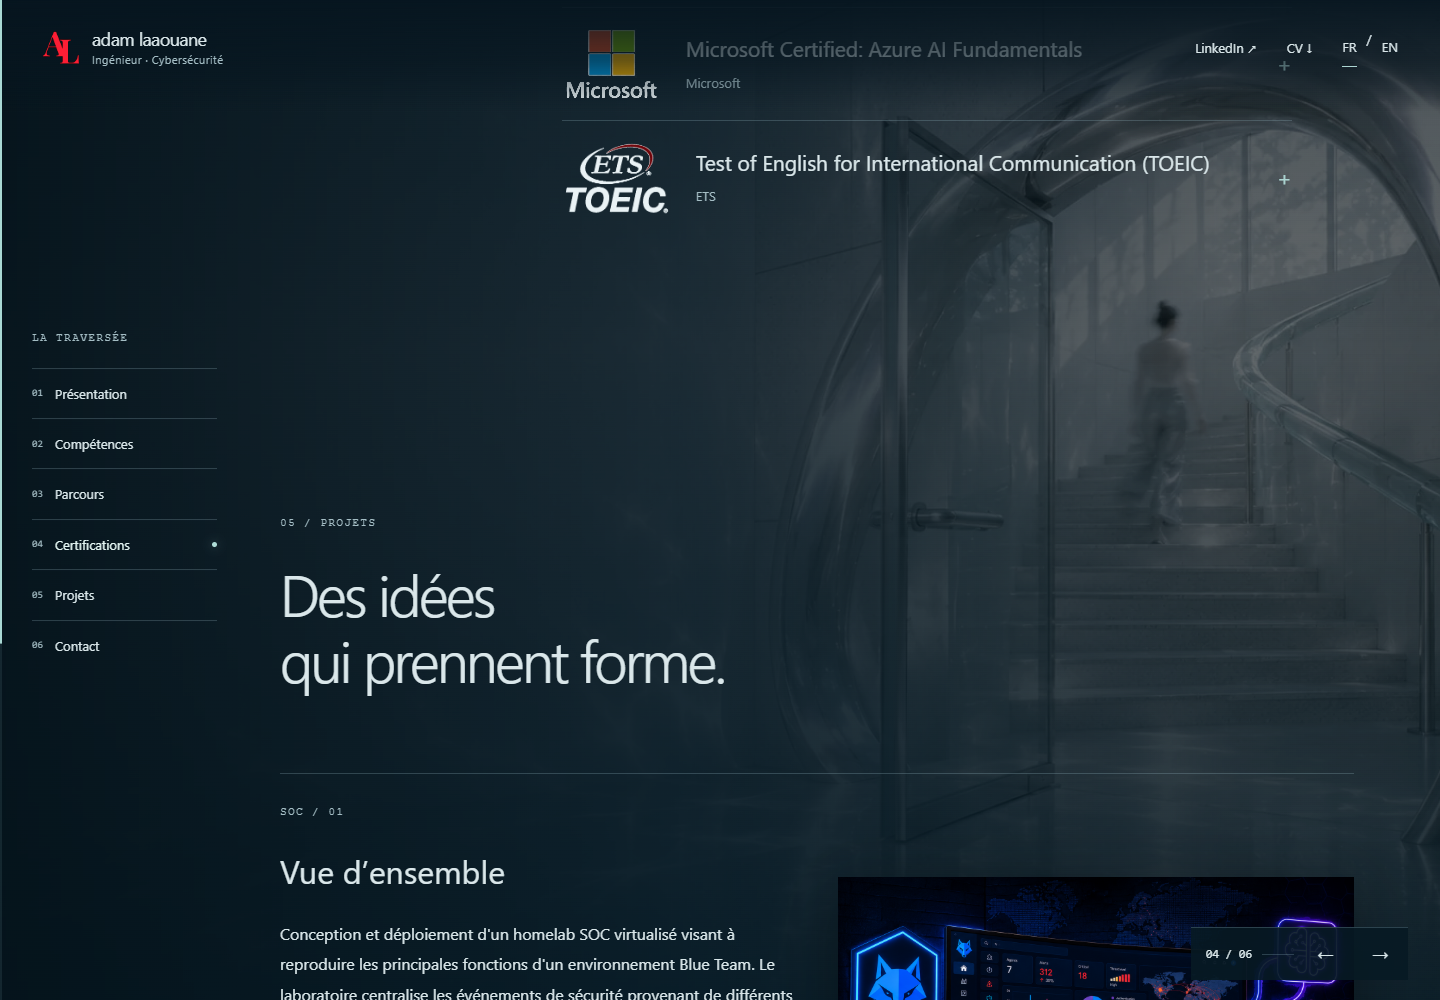 adam laaouane
Ingénieur · Cybersécurité
Microsoft
Microsoft Certified: Azure AI Fundamentals
Microsoft
+
LinkedIn ↗
CV ↓
FR / EN
ETS
TOEIC.
Test of English for International Communication (TOEIC)
ETS
+
LA TRAVERSÉE
01 Présentation
02 Compétences
03 Parcours
04 Certifications
05 Projets
06 Contact
05 / PROJETS
Des idées
qui prennent forme.
SOC / 01
Vue d’ensemble
Conception et déploiement d'un homelab SOC virtualisé visant à
reproduire les principales fonctions d'un environnement Blue Team. Le
laboratoire centralise les événements de sécurité provenant de différents
7
312
18
04 / 06
← →